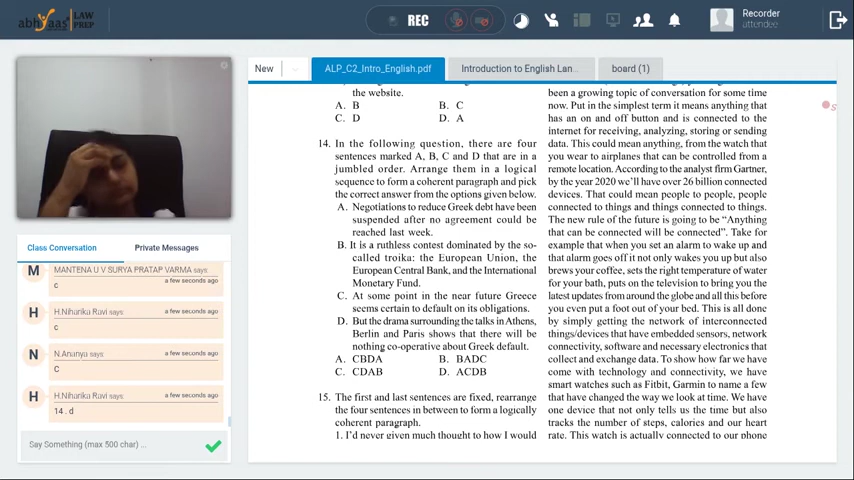 abhyaas LAW PREP
REC
Recorder
attendee
New
ALP_C2_Intro_English.pdf
Introduction to English Lan...
board (1)
Class Conversation
Private Messages
M
MANTENA U V SURYA PRATAP VARMA says:
c
a few seconds ago
H
H.Niharika Ravi says:
a few seconds ago
c
N
N.Ananya says:
a few seconds ago
C
H
H.Niharika Ravi says:
a few seconds ago
14 . d
Say Something (max 500 char) ...
the website.
A. B
B. C
C. D
D. A
14. In the following question, there are four
sentences marked A, B, C and D that are in a
jumbled order. Arrange them in a logical
sequence to form a coherent paragraph and pick
the correct answer from the options given below.
A. Negotiations to reduce Greek debt have been
suspended after no agreement could be
reached last week.
B. It is a ruthless contest dominated by the so-
called troika: the European Union, the
European Central Bank, and the International
Monetary Fund.
C. At some point in the near future Greece
seems certain to default on its obligations.
D. But the drama surrounding the talks in Athens,
Berlin and Paris shows that there will be
nothing co-operative about Greek default.
A. CBDA
B. BADC
C. CDAB
D. ACDB
15. The first and last sentences are fixed, rearrange
the four sentences in between to form a logically
coherent paragraph.
1. I'd never given much thought to how I would
been a growing topic of conversation for some time
now. Put in the simplest term it means anything that
has an on and off button and is connected to the
internet for receiving, analyzing, storing or sending
data. This could mean anything, from the watch that
you wear to airplanes that can be controlled from a
remote location. According to the analyst firm Gartner,
by the year 2020 we'll have over 26 billion connected
devices. That could mean people to people, people
connected to things and things connected to things.
The new rule of the future is going to be "Anything
that can be connected will be connected". Take for
example that when you set an alarm to wake up and
that alarm goes off it not only wakes you up but also
brews your coffee, sets the right temperature of water
for your bath, puts on the television to bring you the
latest updates from around the globe and all this before
you even put a foot out of your bed. This is all done
by simply getting the network of interconnected
things/devices that have embedded sensors, network
connectivity, software and necessary electronics that
collect and exchange data. To show how far we have
come with technology and connectivity, we have
smart watches such as Fitbit, Garmin to name a few
that have changed the way we look at time. We have
one device that not only tells us the time but also
tracks the number of steps, calories and our heart
rate. This watch is actually connected to our phone